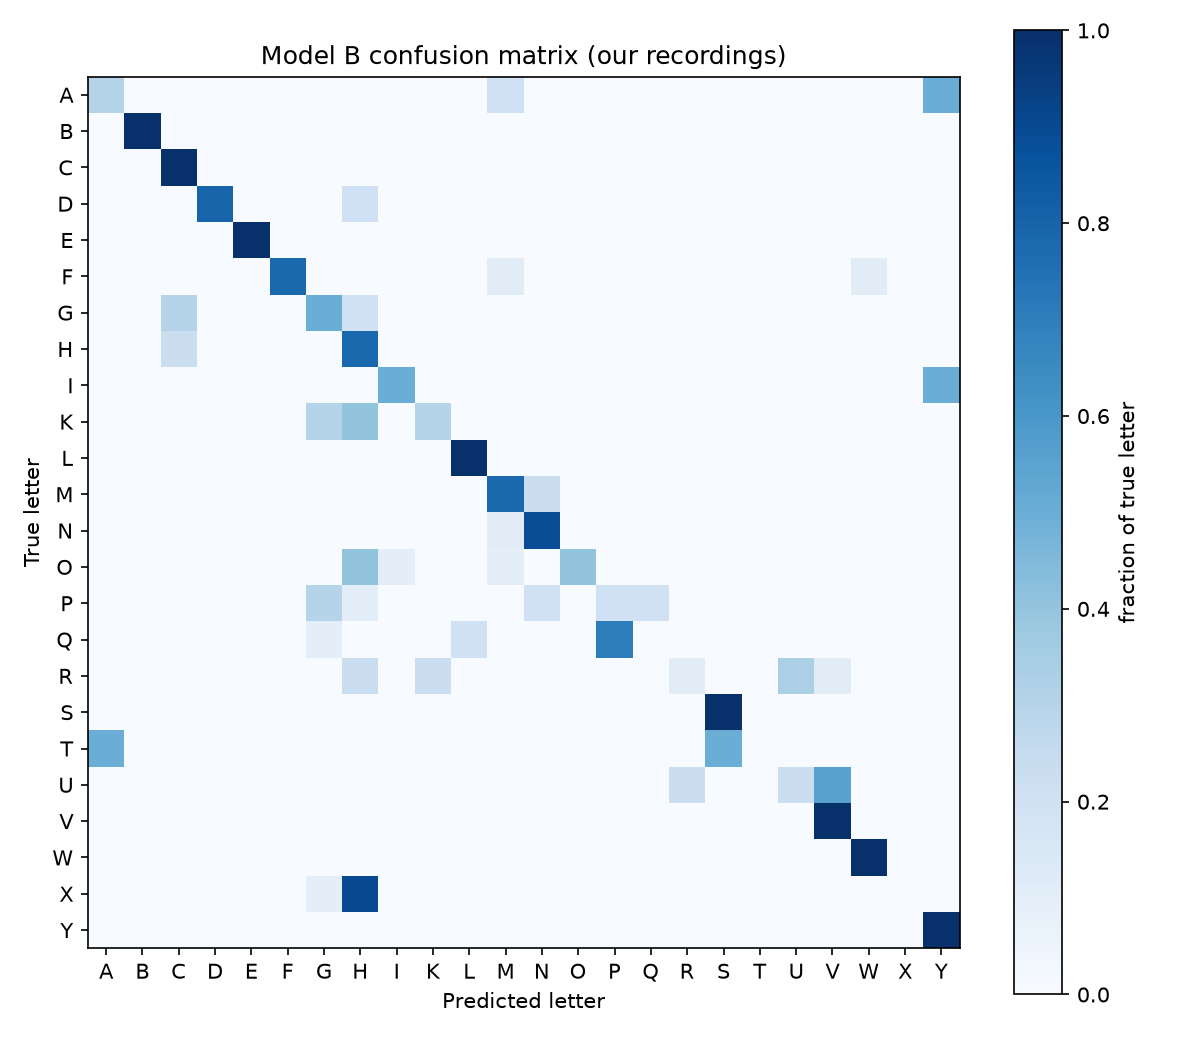 Model B confusion matrix (our recordings)
True letter
A
B
C
D
E
F
G
H
I
K
L
M
N
O
P
Q
R
S
T
U
V
W
X
Y
A B C D E F G H I K L M N O P Q R S T U V W X Y
Predicted letter
1.0
0.8
0.6
0.4
0.2
0.0
fraction of true letter